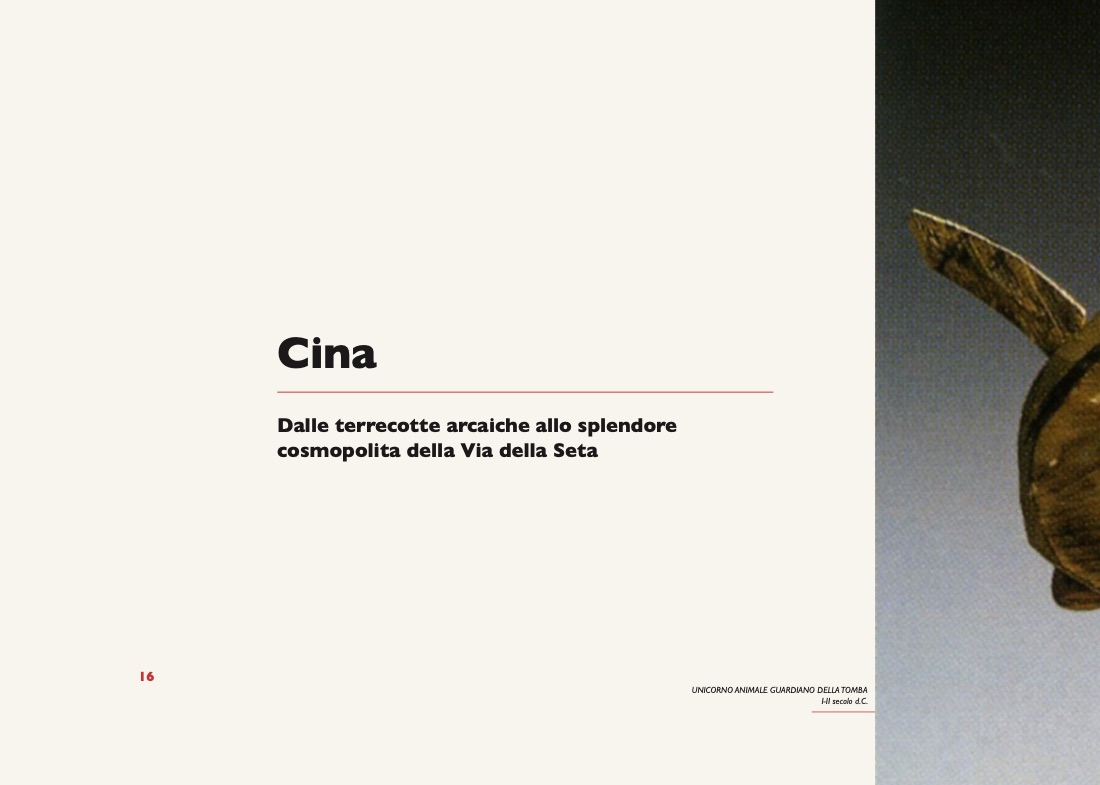 Cina
Dalle terrecotte arcaiche allo splendore
cosmopolita della Via della Seta
16
UNICORNO ANIMALE GUARDIANO DELLA TOMBA
I-II secolo d.C.